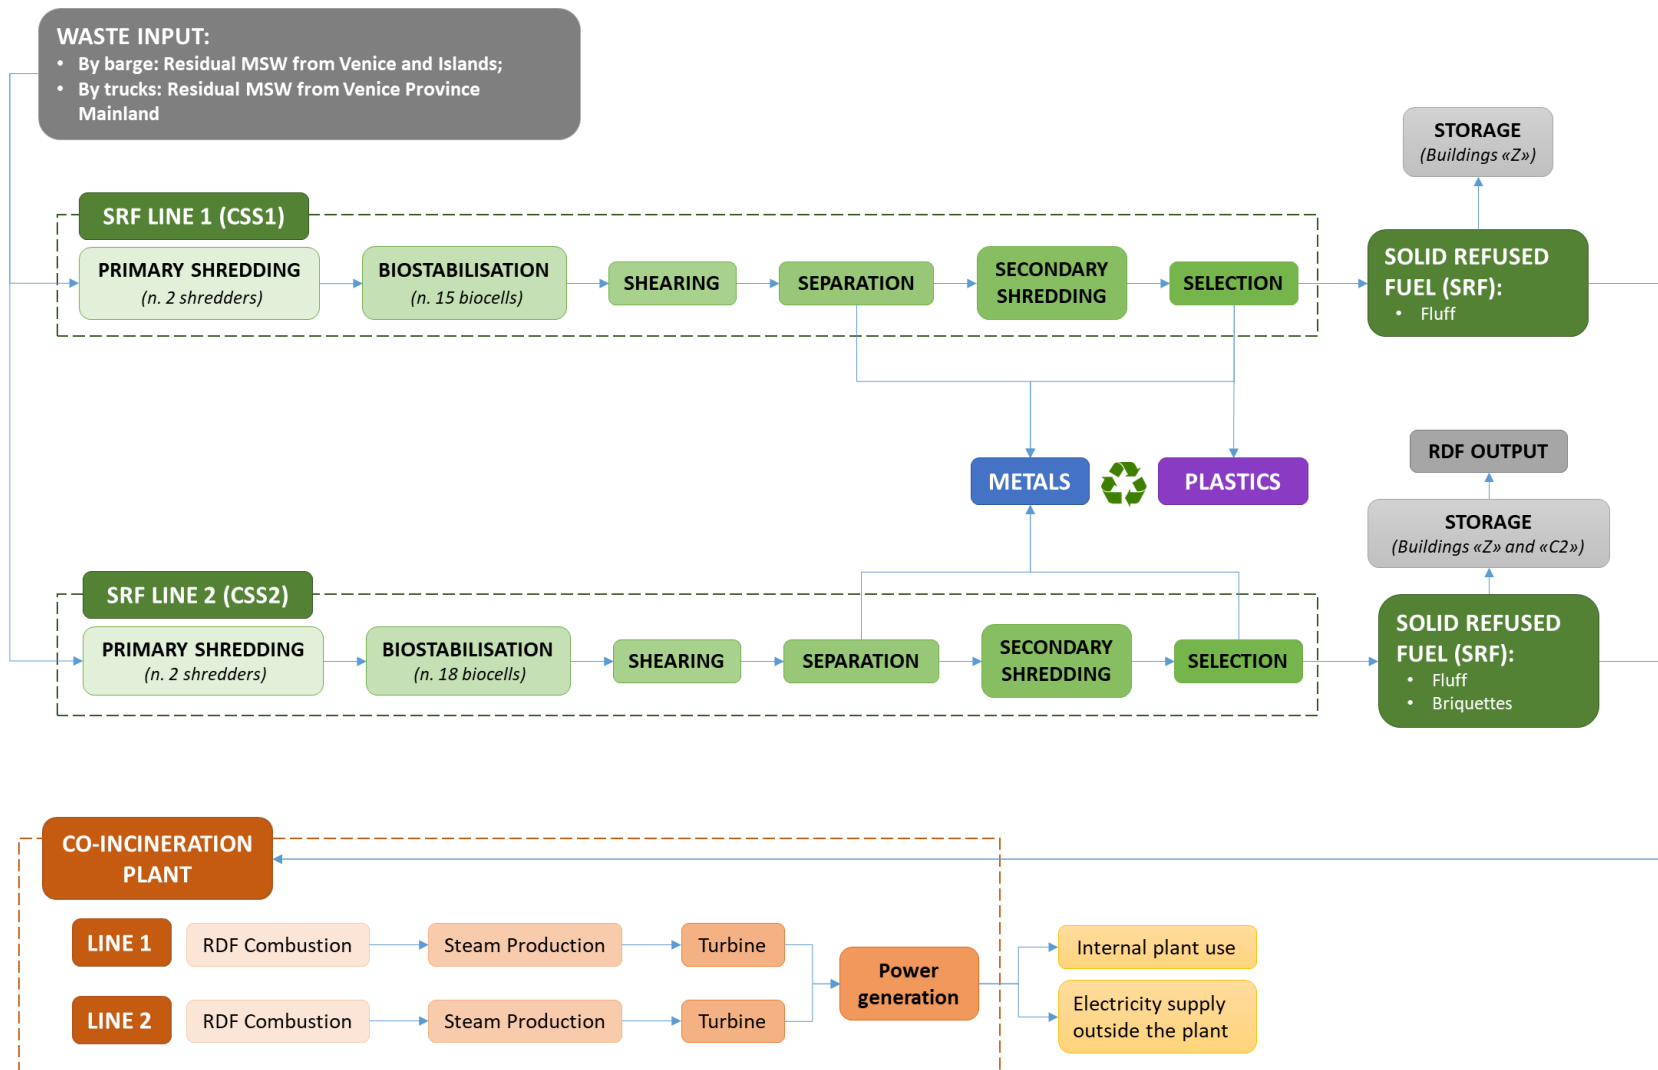 WASTE INPUT:
• By barge: Residual MSW from Venice and Islands;
• By trucks: Residual MSW from Venice Province
Mainland
STORAGE
(Buildings «Z»)
SRF LINE 1 (CSS1)
PRIMARY SHREDDING
(n. 2 shredders)
BIOSTABILISATION
(n. 15 biocells)
SHEARING
SEPARATION
SECONDARY
SHREDDING
SELECTION
SOLID REFUSED
FUEL (SRF):
• Fluff
METALS
PLASTICS
RDF OUTPUT
STORAGE
(Buildings «Z» and «C2»)
SRF LINE 2 (CSS2)
PRIMARY SHREDDING
(n. 2 shredders)
BIOSTABILISATION
(n. 18 biocells)
SHEARING
SEPARATION
SECONDARY
SHREDDING
SELECTION
SOLID REFUSED
FUEL (SRF):
• Fluff
• Briquettes
CO-INCINERATION
PLANT
LINE 1
RDF Combustion
Steam Production
Turbine
LINE 2
RDF Combustion
Steam Production
Turbine
Power
generation
Internal plant use
Electricity supply
outside the plant